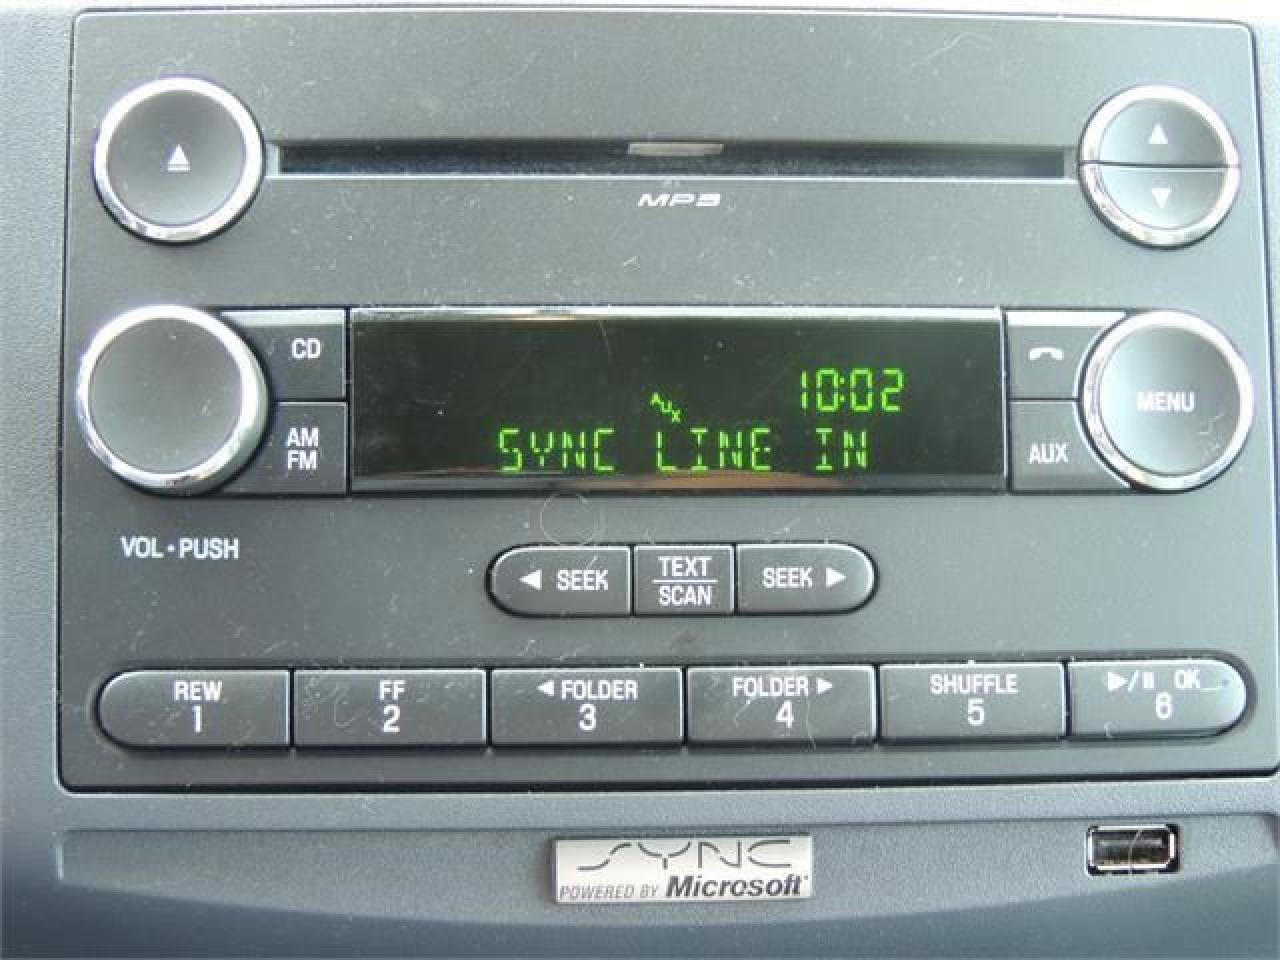 MP3
CD
10:02
AUX
SYNC LINE IN
AM
FM
AUX
MENU
VOL • PUSH
◀ SEEK
TEXT
SCAN
SEEK ▶
REW
1
FF
2
◀ FOLDER
3
FOLDER ▶
4
SHUFFLE
5
▶/II OK
6
SYNC
POWERED BY Microsoft